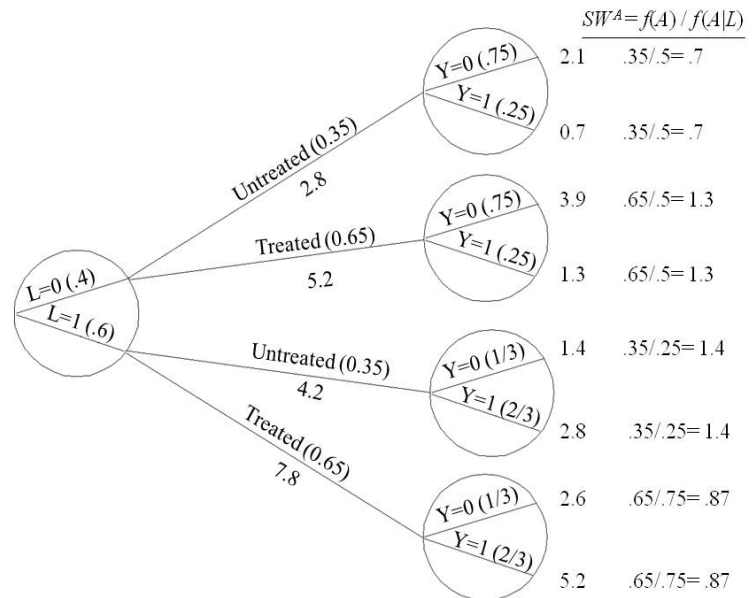 SW^A = f(A) / f(A|L)
Y=0 (.75)
2.1 .35/.5= .7
Y=1 (.25)
0.7 .35/.5= .7
Untreated (0.35)
2.8
Y=0 (.75)
3.9 .65/.5= 1.3
Treated (0.65)
Y=1 (.25)
5.2
1.3 .65/.5= 1.3
L=0 (.4)
L=1 (.6)
Untreated (0.35)
4.2
Y=0 (1/3)
1.4 .35/.25= 1.4
Y=1 (2/3)
2.8 .35/.25= 1.4
Treated (0.65)
7.8
Y=0 (1/3)
2.6 .65/.75= .87
Y=1 (2/3)
5.2 .65/.75= .87